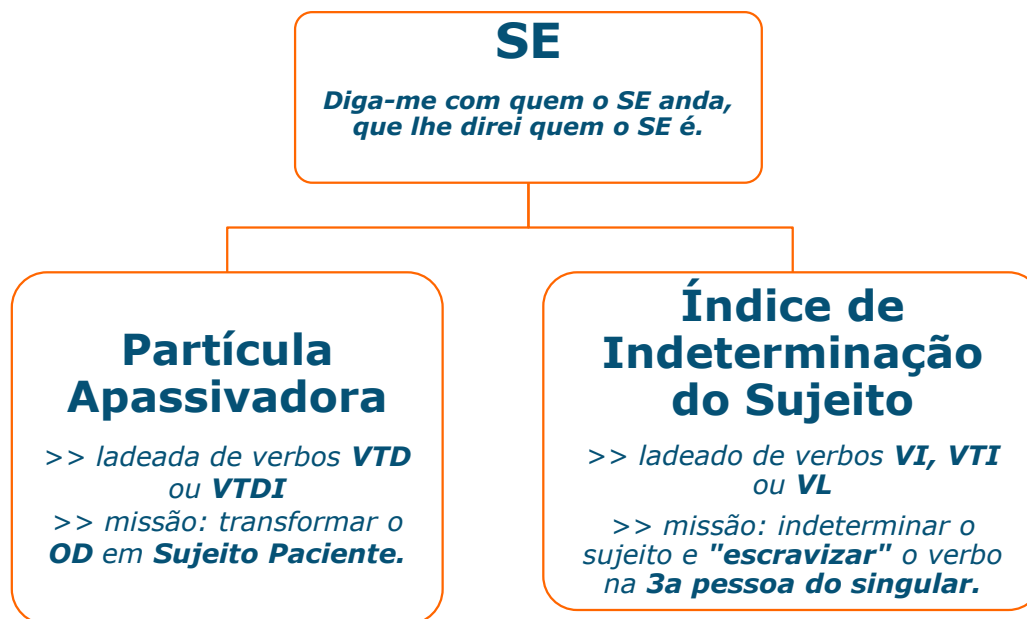 SE
Diga-me com quem o SE anda,
que lhe direi quem o SE é.
Partícula
Apassivadora
>> ladeada de verbos VTD
ou VTDI
>> missão: transformar o
OD em Sujeito Paciente.
Índice de
Indeterminação
do Sujeito
>> ladeado de verbos VI, VTI
ou VL
>> missão: indeterminar o
sujeito e "escravizar" o verbo
na 3a pessoa do singular.